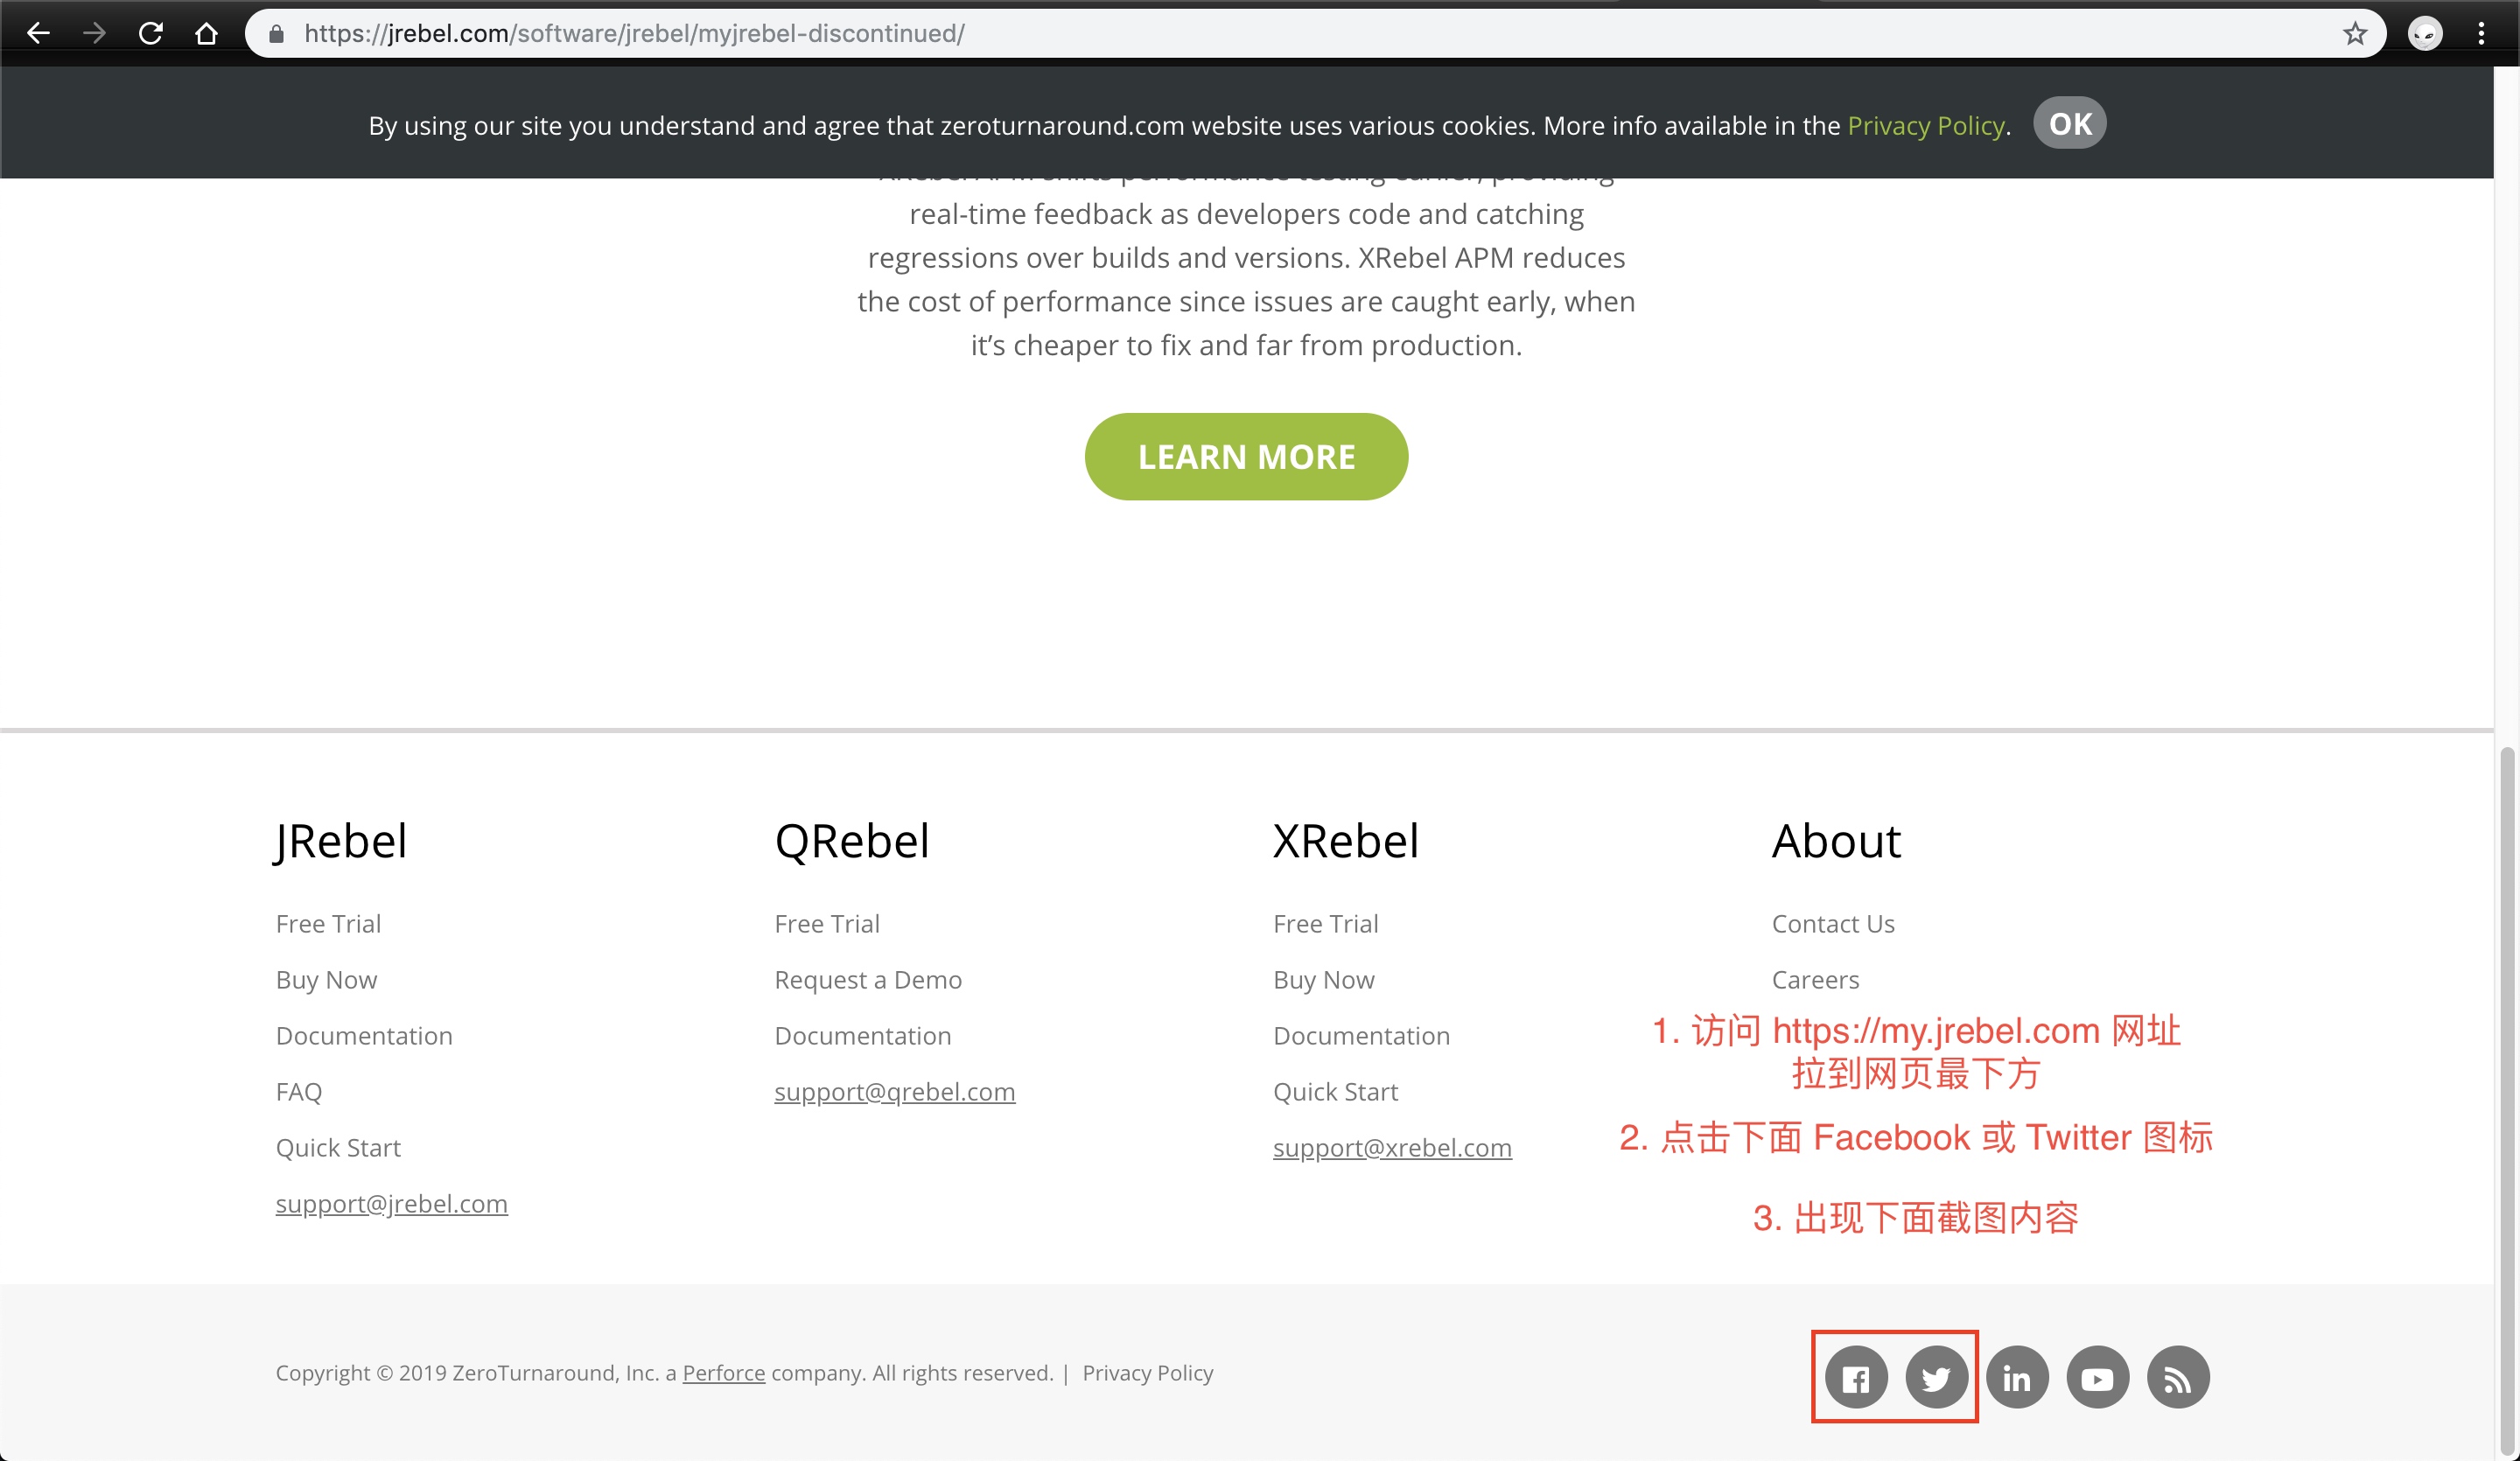 https://jrebel.com/software/jrebel/myjrebel-discontinued/
By using our site you understand and agree that zeroturnaround.com website uses various cookies. More info available in the Privacy Policy. OK
XRebel APM shifts performance testing earlier, providing
real-time feedback as developers code and catching
regressions over builds and versions. XRebel APM reduces
the cost of performance since issues are caught early, when
it’s cheaper to fix and far from production.
LEARN MORE
JRebel
Free Trial
Buy Now
Documentation
FAQ
Quick Start
support@jrebel.com
QRebel
Free Trial
Request a Demo
Documentation
support@qrebel.com
XRebel
Free Trial
Buy Now
Documentation
Quick Start
support@xrebel.com
About
Contact Us
Careers
1. 访问 https://my.jrebel.com 网址
拉到网页最下方
2. 点击下面 Facebook 或 Twitter 图标
3. 出现下面截图内容
Copyright © 2019 ZeroTurnaround, Inc. a Perforce company. All rights reserved. | Privacy Policy